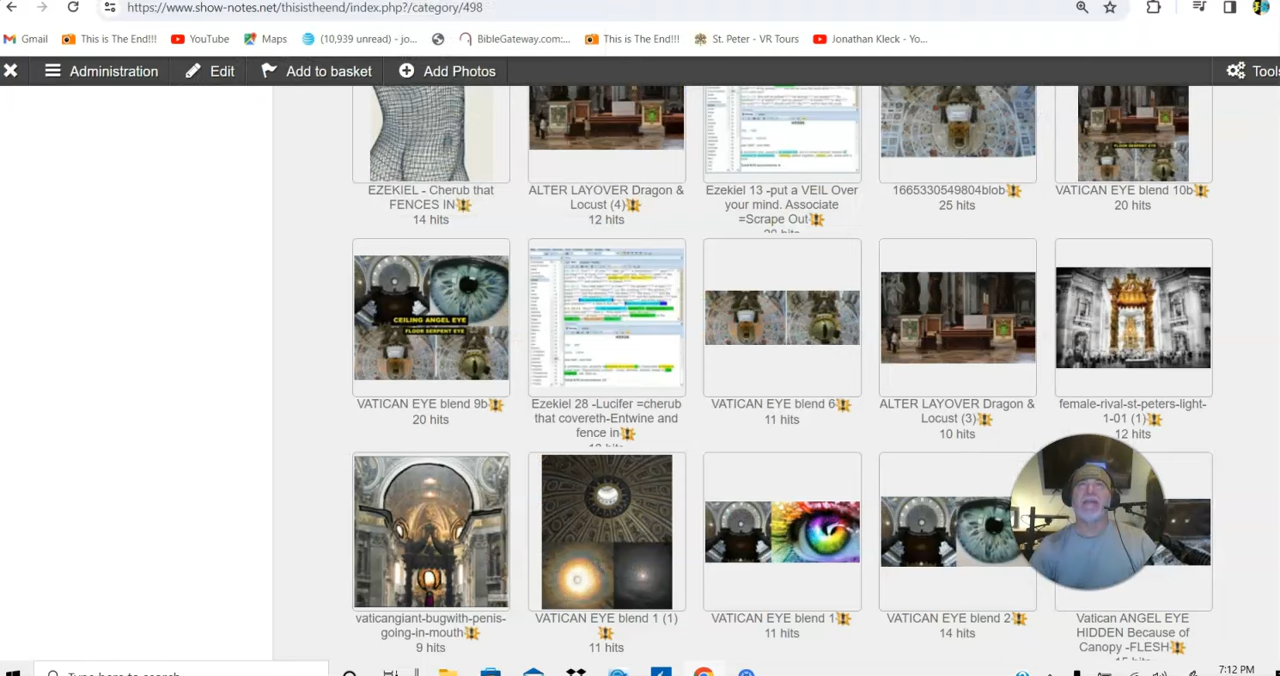 https://www.show-notes.net/thisistheend/index.php?/category/498
Gmail This is The End!!! YouTube Maps (10,939 unread) - jo... BibleGateway.com:... This is The End!!! St. Peter - VR Tours Jonathan Kleck - Yo...
Administration Edit Add to basket Add Photos Tool
EZEKIEL - Cherub that FENCES IN
14 hits
ALTER LAYOVER Dragon & Locust (4)
12 hits
Ezekiel 13 -put a VEIL Over your mind. Associate =Scrape Out
1665330549804blob
25 hits
FLOOR SERPENT EYE
VATICAN EYE blend 10b
20 hits
CEILING ANGEL EYE
FLOOR SERPENT EYE
VATICAN EYE blend 9b
20 hits
Ezekiel 28 -Lucifer =cherub that covereth-Entwine and fence in
VATICAN EYE blend 6
11 hits
ALTER LAYOVER Dragon & Locust (3)
10 hits
female-rival-st-peters-light-1-01 (1)
12 hits
vaticangiant-bugwith-penis-going-in-mouth
9 hits
VATICAN EYE blend 1 (1)
11 hits
VATICAN EYE blend 1
11 hits
VATICAN EYE blend 2
14 hits
Vatican ANGEL EYE HIDDEN Because of Canopy -FLESH
7:12 PM